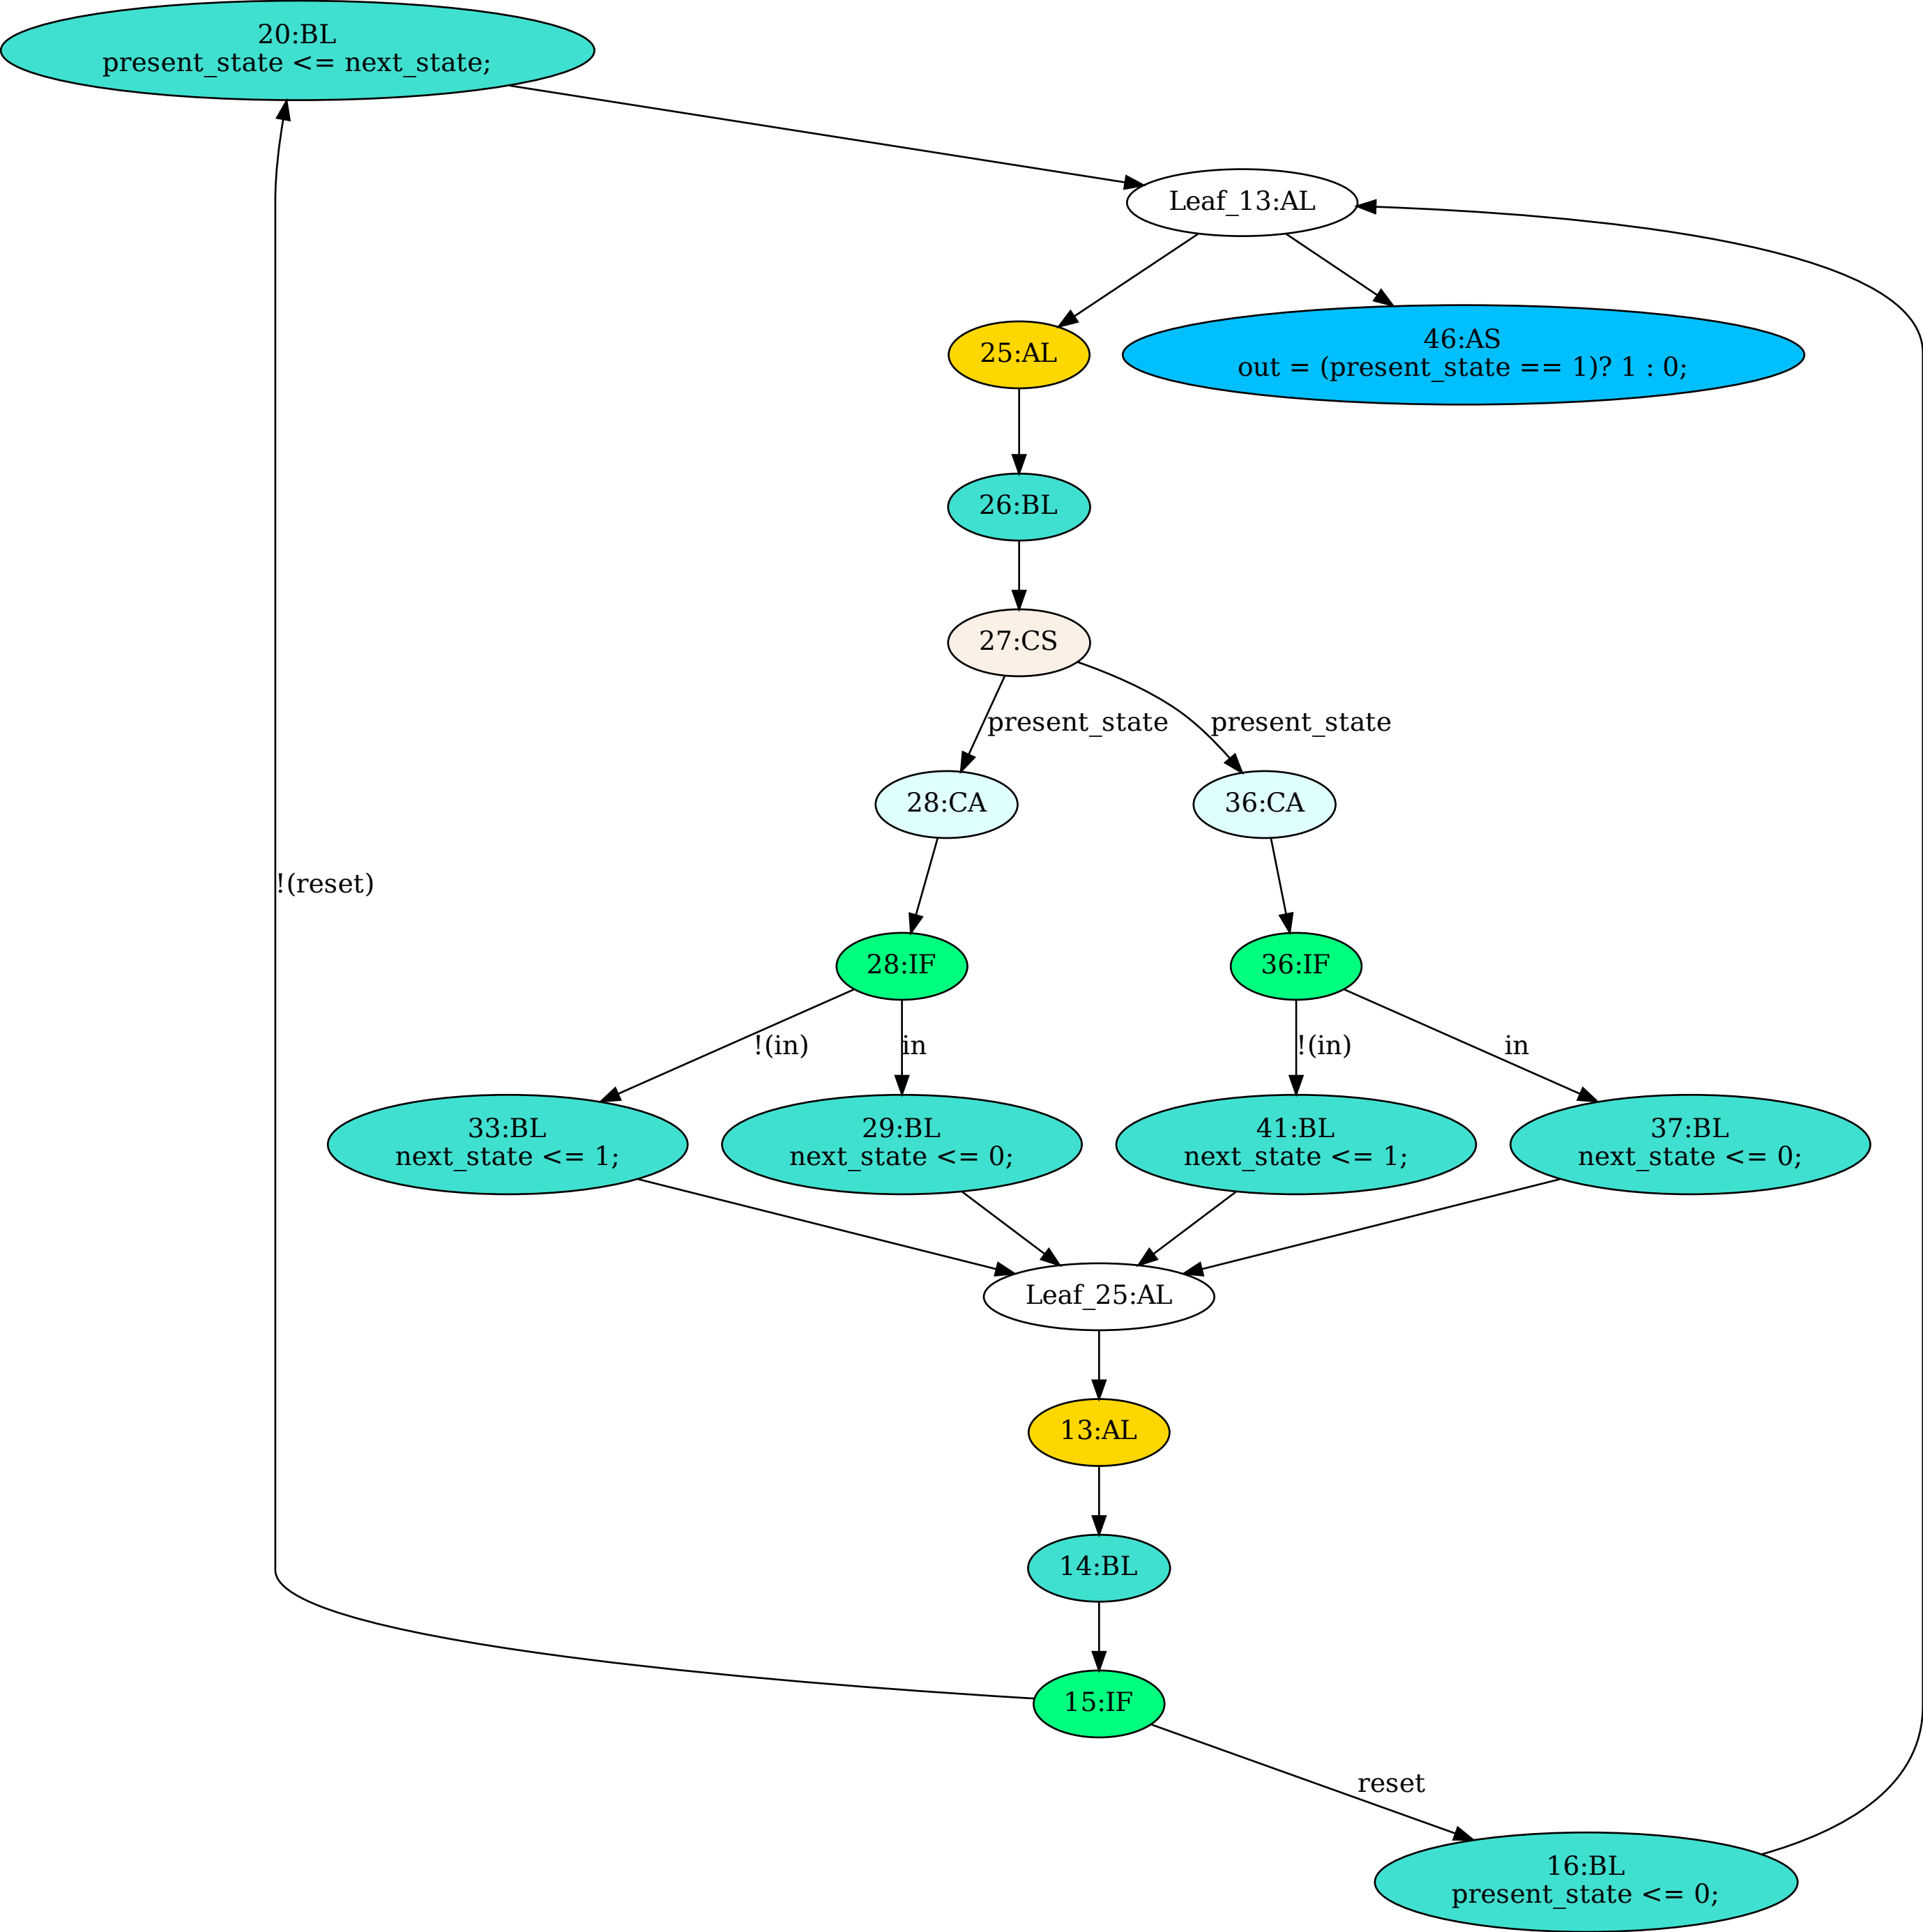 20:BL
present_state <= next_state;
Leaf_13:AL
25:AL
46:AS
out = (present_state == 1)? 1 : 0;
26:BL
27:CS
present_state
present_state
28:CA
36:CA
!(reset)
28:IF
36:IF
!(in)
in
!(in)
in
33:BL
next_state <= 1;
29:BL
next_state <= 0;
41:BL
next_state <= 1;
37:BL
next_state <= 0;
Leaf_25:AL
13:AL
14:BL
15:IF
reset
16:BL
present_state <= 0;